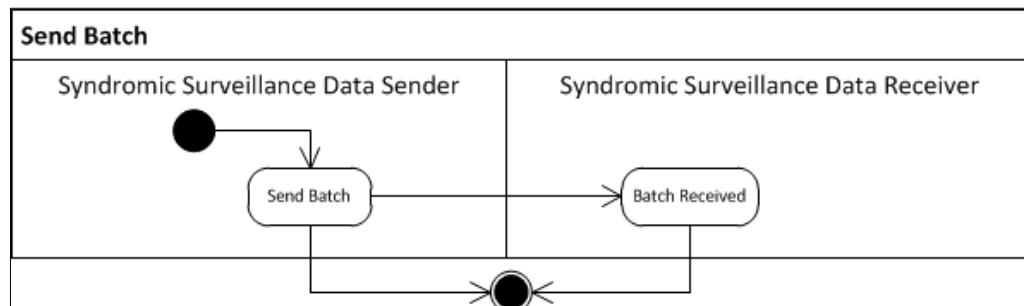 Send Batch
Syndromic Surveillance Data Sender
Syndromic Surveillance Data Receiver
Send Batch
Batch Received